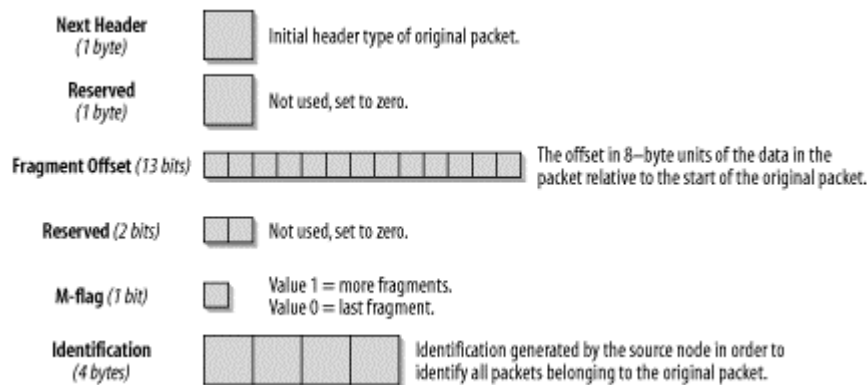 Next Header
(1 byte)
Initial header type of original packet.
Reserved
(1 byte)
Not used, set to zero.
Fragment Offset (13 bits)
The offset in 8–byte units of the data in the
packet relative to the start of the original packet.
Reserved (2 bits)
Not used, set to zero.
M-flag (1 bit)
Value 1 = more fragments.
Value 0 = last fragment.
Identification
(4 bytes)
Identification generated by the source node in order to
identify all packets belonging to the original packet.